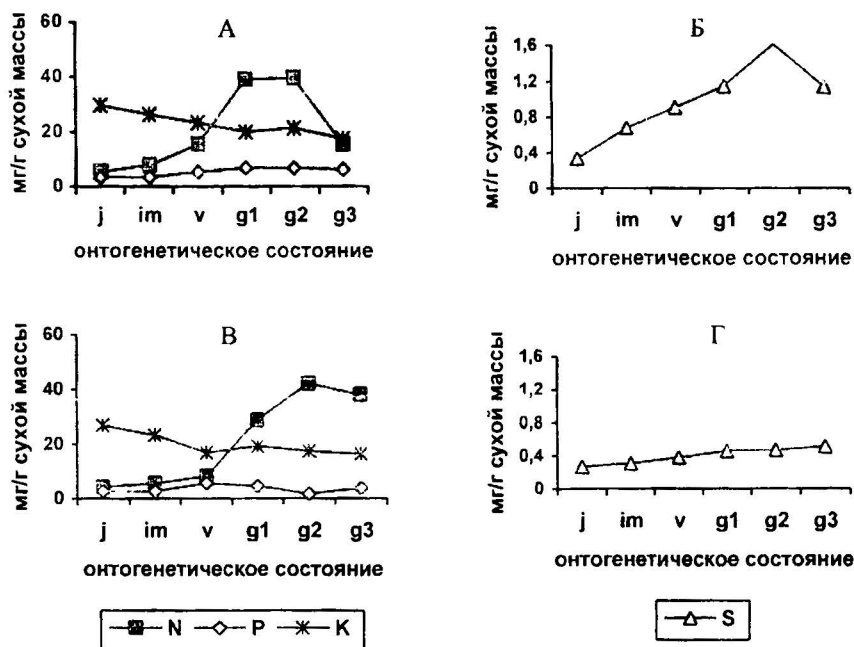 А
мг/г сухой массы
60
40
20
0
j im v g1 g2 g3
онтогенетическое состояние
Б
мг/г сухой массы
1,6
1,2
0,8
0,4
0
j im v g1 g2 g3
онтогенетическое состояние
В
мг/г сухой массы
60
40
20
0
j im v g1 g2 g3
онтогенетическое состояние
Г
мг/г сухой массы
1,6
1,2
0,8
0,4
0
j im v g1 g2 g3
онтогенетическое состояние
N P K
S